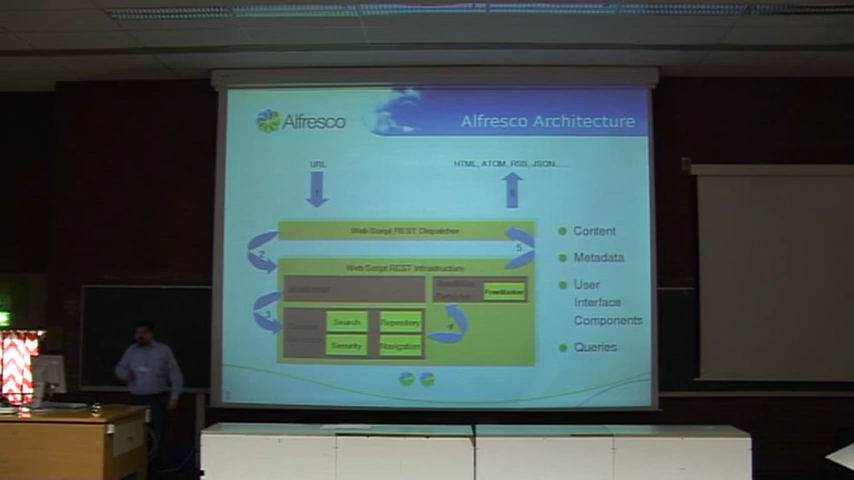 Alfresco
Alfresco Architecture
URL
HTML, ATOM, RSS, JSON.....
1
6
Web Script REST Dispatcher
2
5
Web Script REST Infrastructure
FreeMarker
3
Search
Repository
4
Security
Navigation
Content
Metadata
User
Interface
Components
Queries